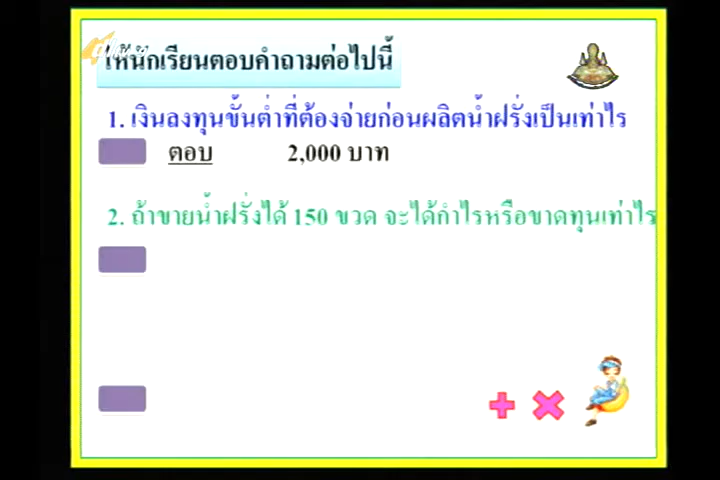 ให้นักเรียนตอบคำถามต่อไปนี้
1. เงินลงทุนขั้นต่ำที่ต้องจ่ายก่อนผลิตน้ำฝรั่งเป็นเท่าไร
ตอบ 2,000 บาท
2. ถ้าขายน้ำฝรั่งได้ 150 ขวด จะได้กำไรหรือขาดทุนเท่าไร